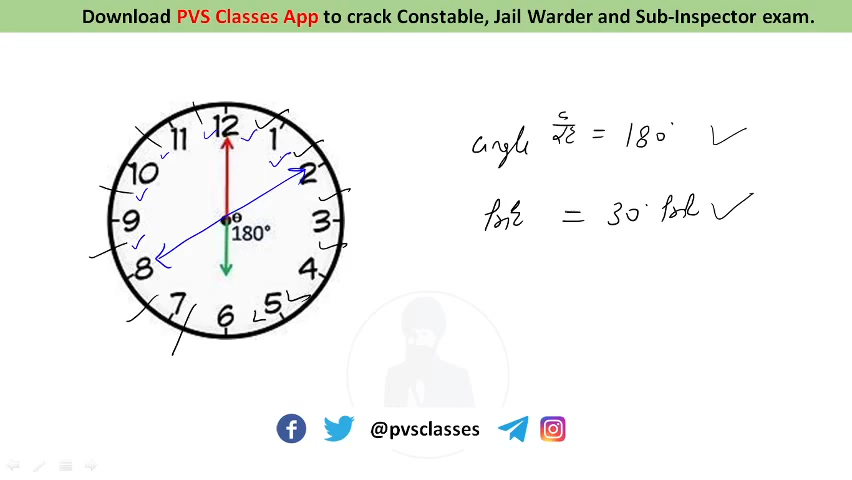 Download PVS Classes App to crack Constable, Jail Warder and Sub-Inspector exam.
12
11 1
10 2
9 3
8 4
7 5
6
θ
180°
angle = 180°
= 30°
@pvsclasses